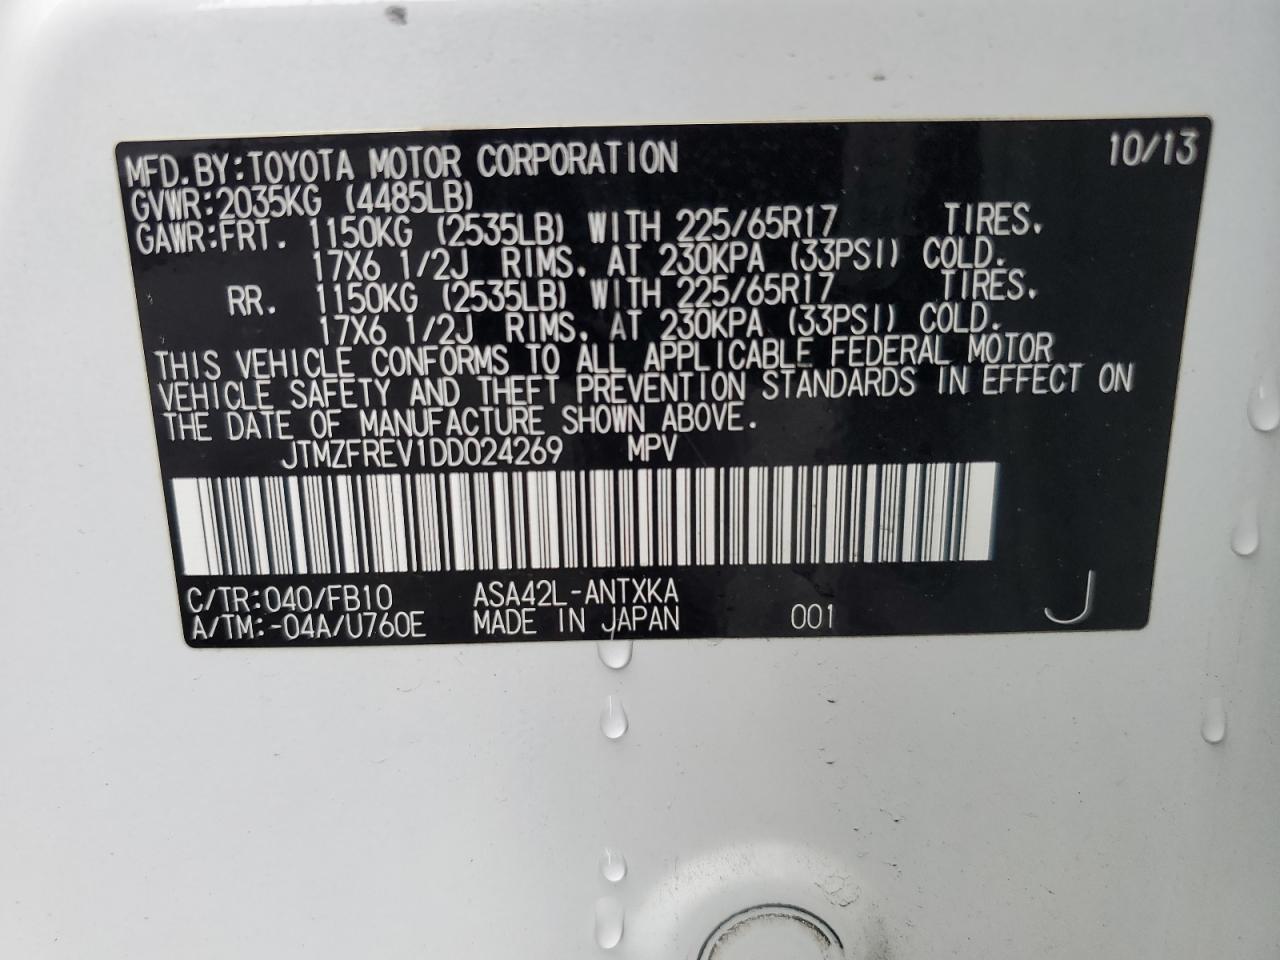 MFD.BY:TOYOTA MOTOR CORPORATION 10/13
GVWR:2035KG (4485LB)
GAWR:FRT. 1150KG (2535LB) WITH 225/65R17 TIRES.
17X6 1/2J RIMS. AT 230KPA (33PSI) COLD.
RR. 1150KG (2535LB) WITH 225/65R17 TIRES.
17X6 1/2J RIMS. AT 230KPA (33PSI) COLD.
THIS VEHICLE CONFORMS TO ALL APPLICABLE FEDERAL MOTOR
VEHICLE SAFETY AND THEFT PREVENTION STANDARDS IN EFFECT ON
THE DATE OF MANUFACTURE SHOWN ABOVE.
JTMZFREV1DD024269 MPV
C/TR:040/FB10 ASA42L-ANTXKA
A/TM:-04A/U760E MADE IN JAPAN 001 J